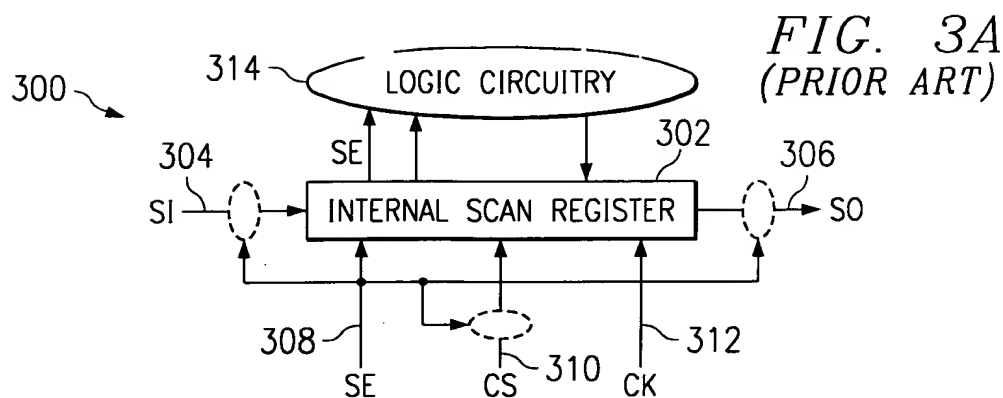 FIG. 3A
(PRIOR ART)
314
LOGIC CIRCUITRY
300
SE
302
304
306
SI
INTERNAL SCAN REGISTER
SO
308
310
312
SE
CS
CK